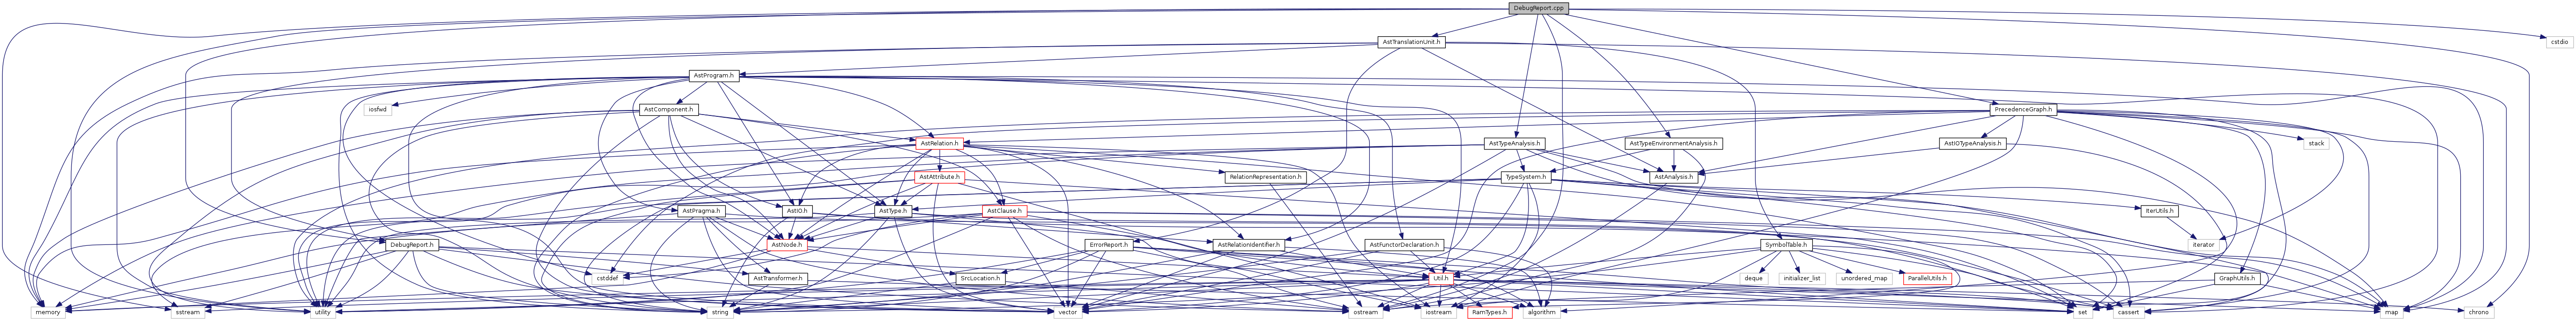 DebugReport.cpp
AstTranslationUnit.h
cstdio
AstProgram.h
iosfwd
AstComponent.h
PrecedenceGraph.h
AstRelation.h
AstTypeAnalysis.h
AstTypeEnvironmentAnalysis.h
AstIOTypeAnalysis.h
stack
AstAttribute.h
RelationRepresentation.h
TypeSystem.h
AstAnalysis.h
AstPragma.h
AstIO.h
AstType.h
AstClause.h
IterUtils.h
DebugReport.h
AstNode.h
ErrorReport.h
AstRelationIdentifier.h
AstFunctorDeclaration.h
SymbolTable.h
iterator
cstddef
AstTransformer.h
SrcLocation.h
Util.h
deque
initializer_list
unordered_map
ParallelUtils.h
GraphUtils.h
memory
sstream
utility
string
vector
ostream
iostream
RamTypes.h
algorithm
set
cassert
map
chrono